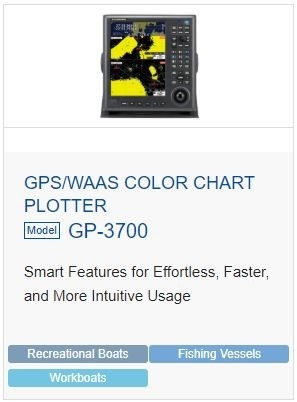 GPS/WAAS COLOR CHART
PLOTTER
Model GP-3700
Smart Features for Effortless, Faster,
and More Intuitive Usage
Recreational Boats Fishing Vessels
Workboats